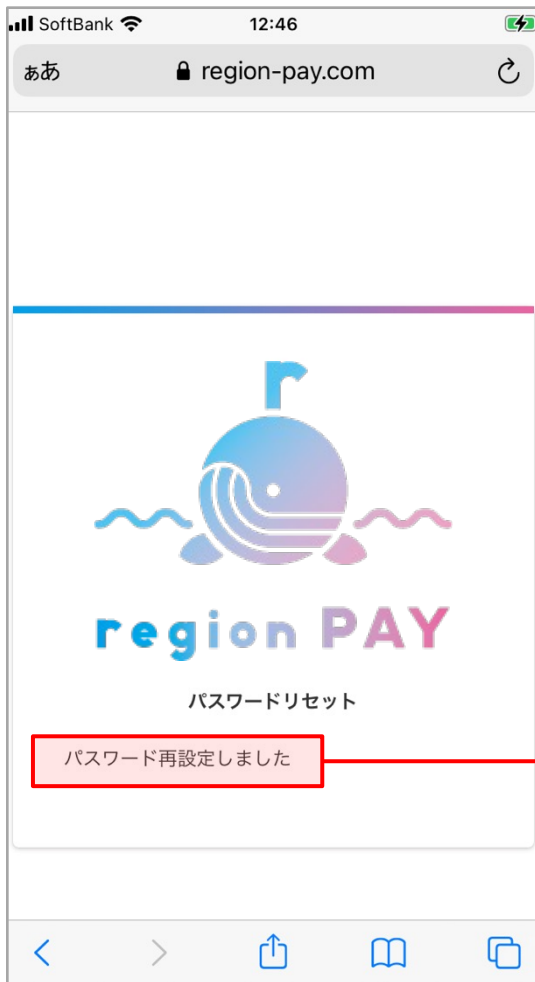 SoftBank 12:46
ぁあ region-pay.com
r
region PAY
パスワードリセット
パスワード再設定しました